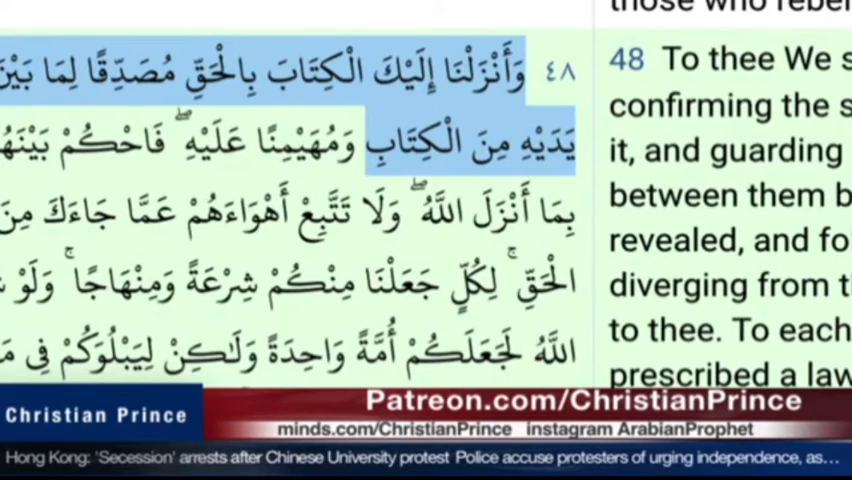 ٤٨ وَأَنْزَلْنَا إِلَيْكَ الْكِتَابَ بِالْحَقِّ مُصَدِّقًا لِمَا بَيْنَ
يَدَيْهِ مِنَ الْكِتَابِ وَمُهَيْمِنًا عَلَيْهِ ۖ فَاحْكُمْ بَيْنَهُ
بِمَا أَنْزَلَ اللَّهُ ۖ وَلَا تَتَّبِعْ أَهْوَاءَهُمْ عَمَّا جَاءَكَ مِنَ
الْحَقِّ ۚ لِكُلٍّ جَعَلْنَا مِنْكُمْ شِرْعَةً وَمِنْهَاجًا ۚ وَلَوْ
اللَّهُ لَجَعَلَكُمْ أُمَّةً وَاحِدَةً وَلَٰكِنْ لِيَبْلُوَكُمْ فِي
those who rebel
48 To thee We s
confirming the s
it, and guarding
between them b
revealed, and fo
diverging from t
to thee. To each
prescribed a law
Christian Prince
Patreon.com/ChristianPrince
minds.com/ChristianPrince instagram ArabianProphet
Hong Kong: 'Secession' arrests after Chinese University protest Police accuse protesters of urging independence, as…